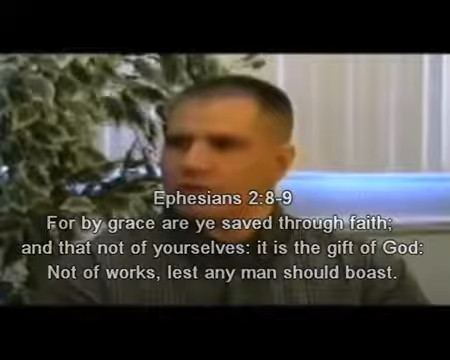 Ephesians 2:8-9
For by grace are ye saved through faith;
and that not of yourselves: it is the gift of God:
Not of works, lest any man should boast.